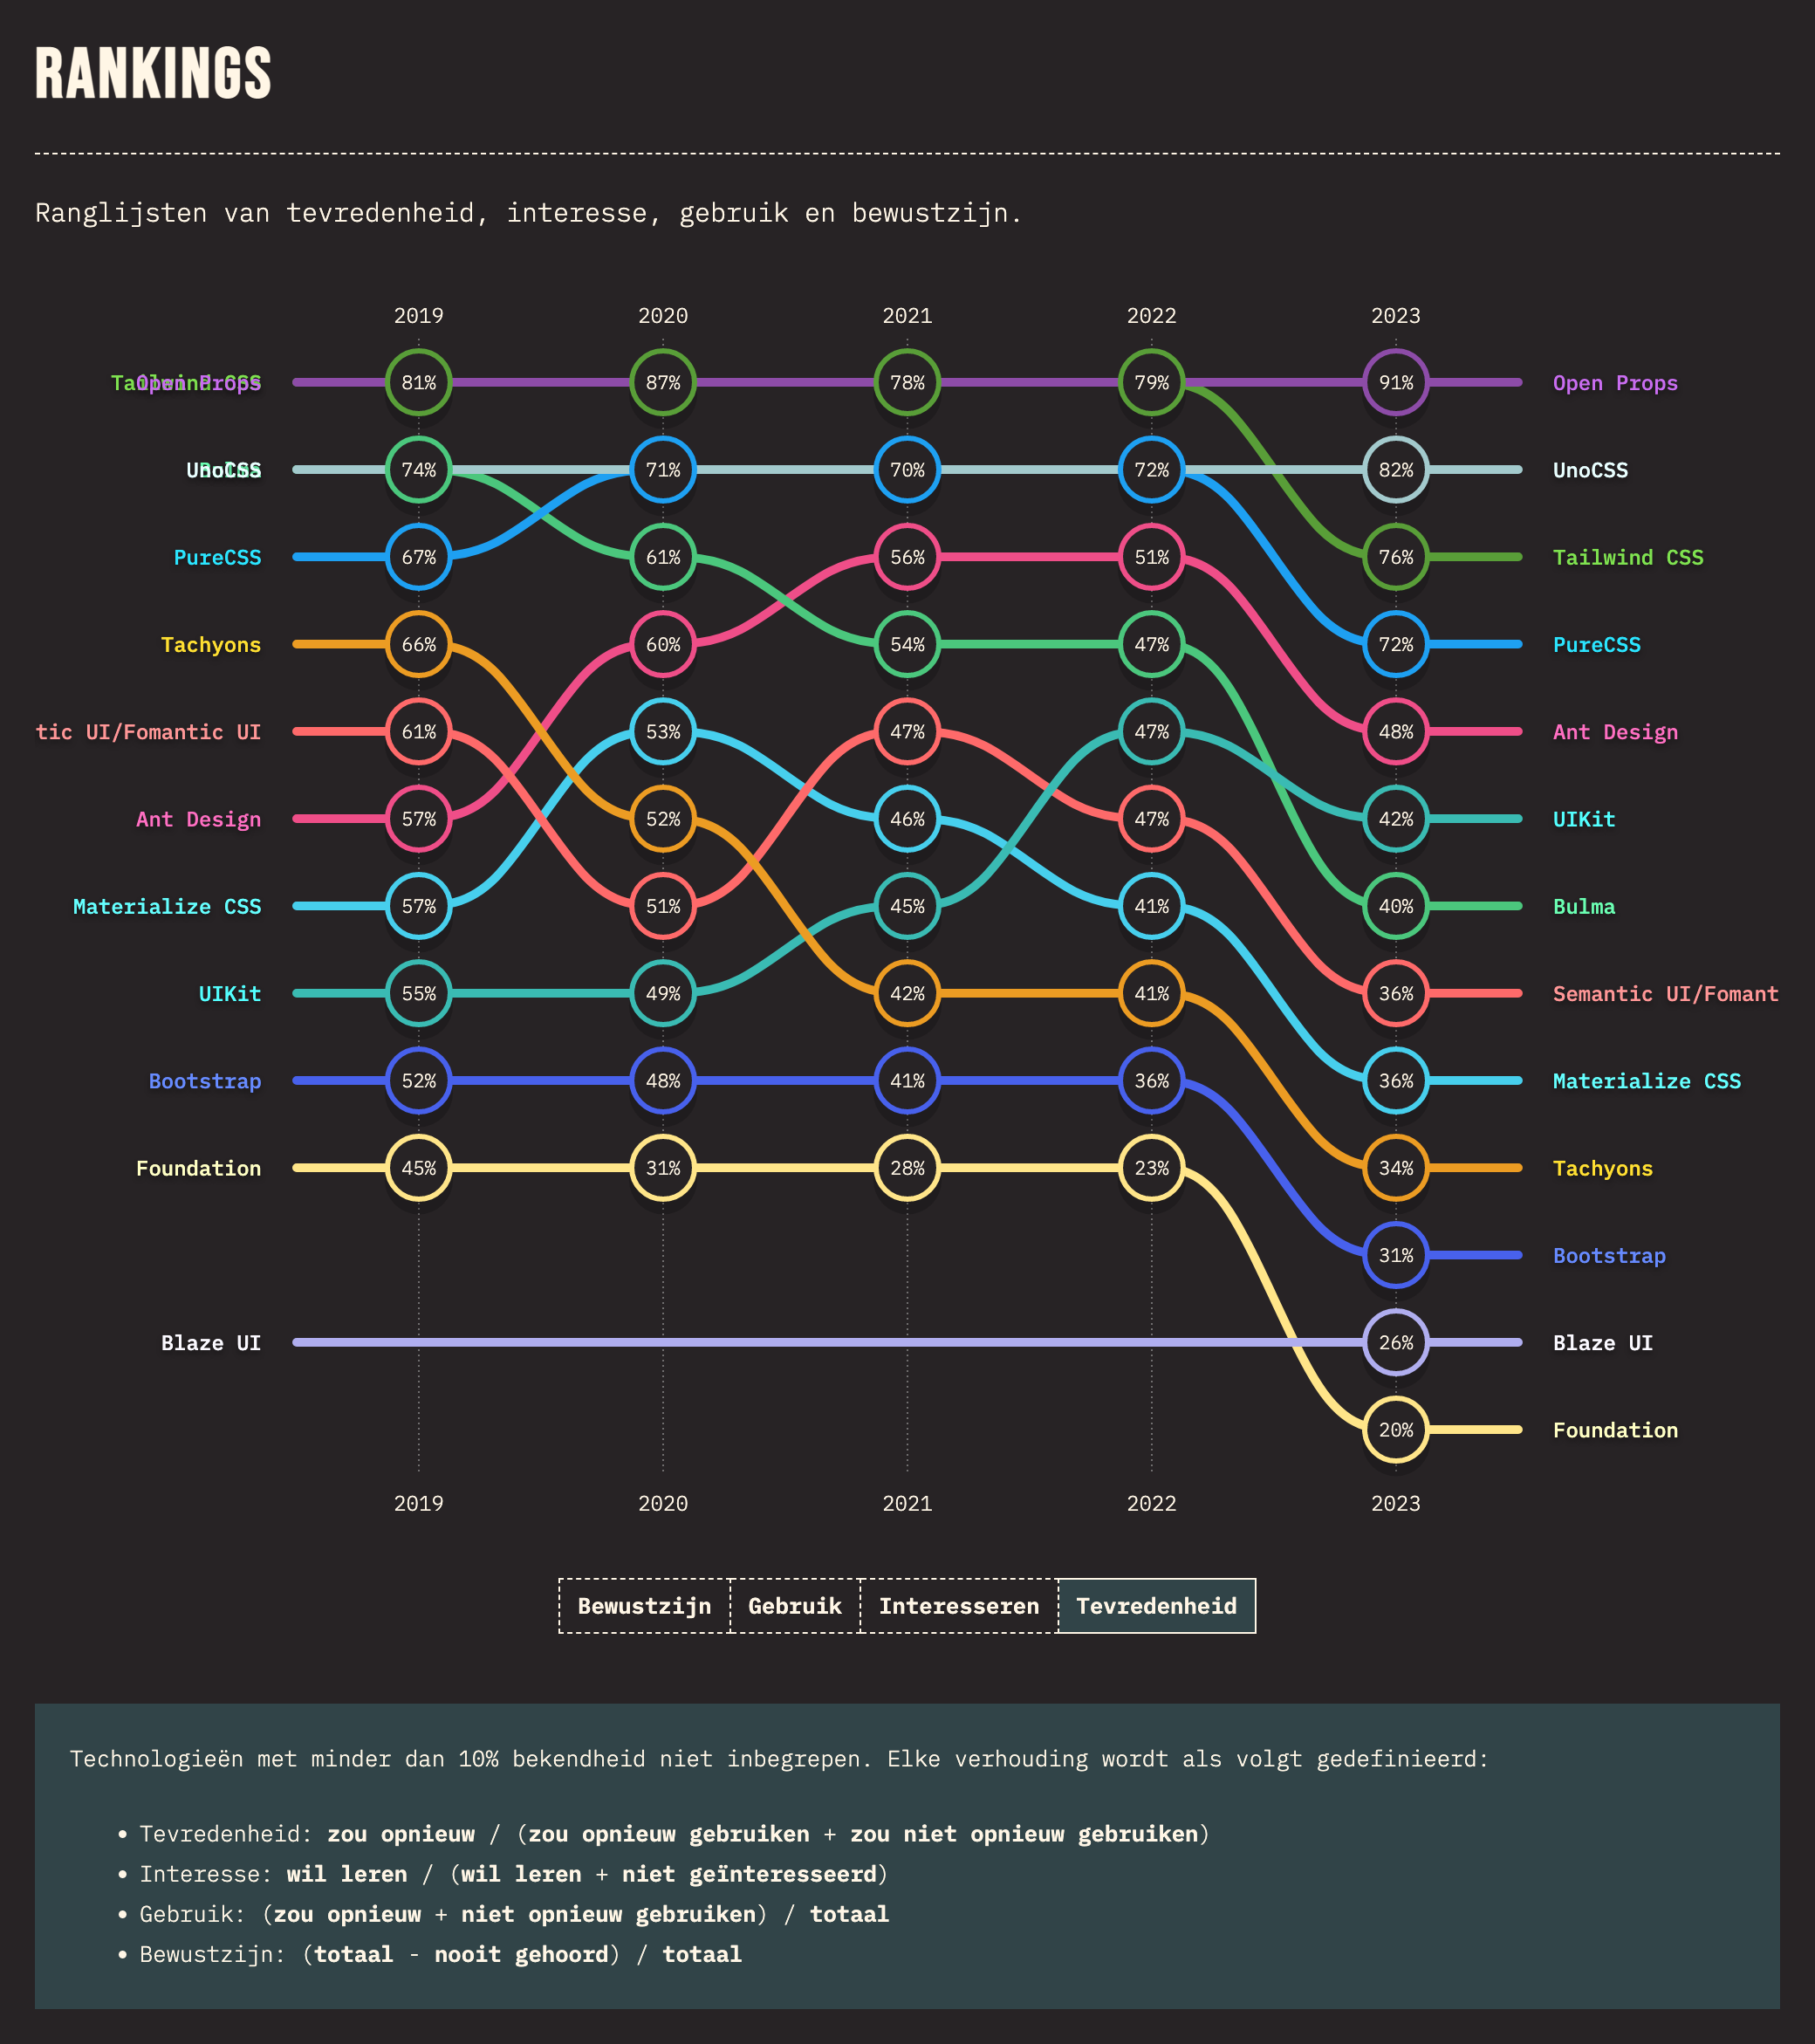 RANKINGS
Ranglijsten van tevredenheid, interesse, gebruik en bewustzijn.
2019 2020 2021 2022 2023
Tailwind CSS Open Props 81% 87% 78% 79% 91% Open Props
UnoCSS Bulma 74% 71% 70% 72% 82% UnoCSS
PureCSS 67% 61% 56% 51% 76% Tailwind CSS
Tachyons 66% 60% 54% 47% 72% PureCSS
tic UI/Fomantic UI 61% 53% 47% 47% 48% Ant Design
Ant Design 57% 52% 46% 47% 42% UIKit
Materialize CSS 57% 51% 45% 41% 40% Bulma
UIKit 55% 49% 42% 41% 36% Semantic UI/Fomant
Bootstrap 52% 48% 41% 36% 36% Materialize CSS
Foundation 45% 31% 28% 23% 34% Tachyons
31% Bootstrap
Blaze UI 26% Blaze UI
20% Foundation
2019 2020 2021 2022 2023
Bewustzijn Gebruik Interesseren Tevredenheid
Technologieën met minder dan 10% bekendheid niet inbegrepen. Elke verhouding wordt als volgt gedefinieerd:
• Tevredenheid: zou opnieuw / (zou opnieuw gebruiken + zou niet opnieuw gebruiken)
• Interesse: wil leren / (wil leren + niet geïnteresseerd)
• Gebruik: (zou opnieuw + niet opnieuw gebruiken) / totaal
• Bewustzijn: (totaal - nooit gehoord) / totaal